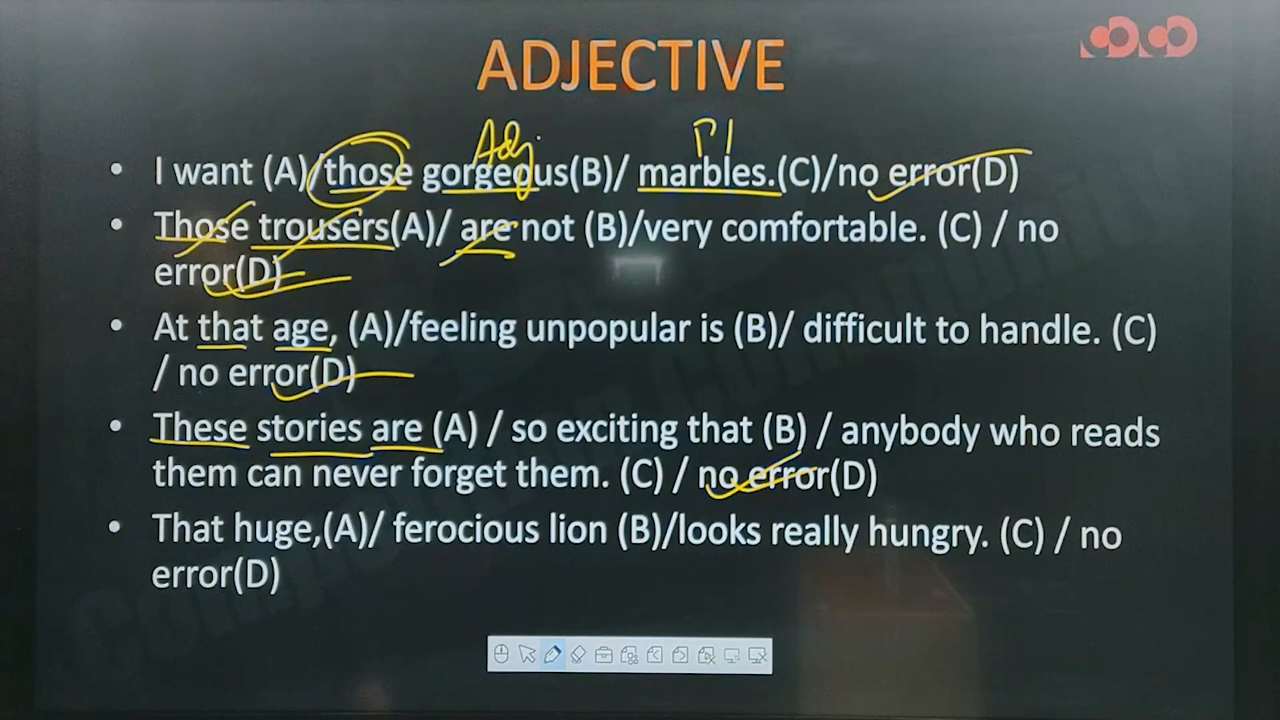 ADJECTIVE
Adj Pl
• I want (A)/those gorgeous(B)/ marbles.(C)/no error(D)
• Those trousers(A)/ are not (B)/very comfortable. (C) / no
error(D)
• At that age, (A)/feeling unpopular is (B)/ difficult to handle. (C)
/ no error(D)
• These stories are (A) / so exciting that (B) / anybody who reads
them can never forget them. (C) / no error(D)
• That huge,(A)/ ferocious lion (B)/looks really hungry. (C) / no
error(D)